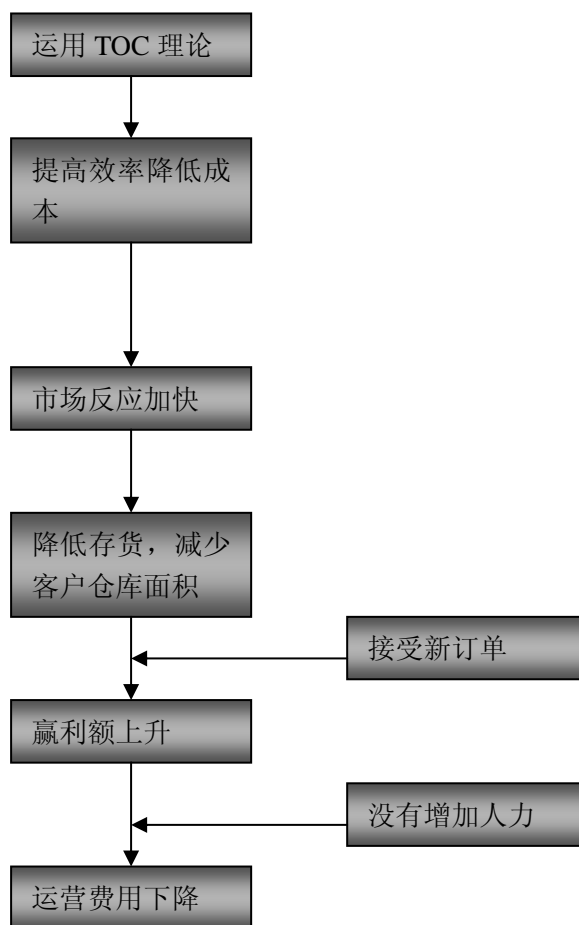 运用 TOC 理论
提高效率降低成
本
市场反应加快
降低存货，减少
客户仓库面积
接受新订单
赢利额上升
没有增加人力
运营费用下降